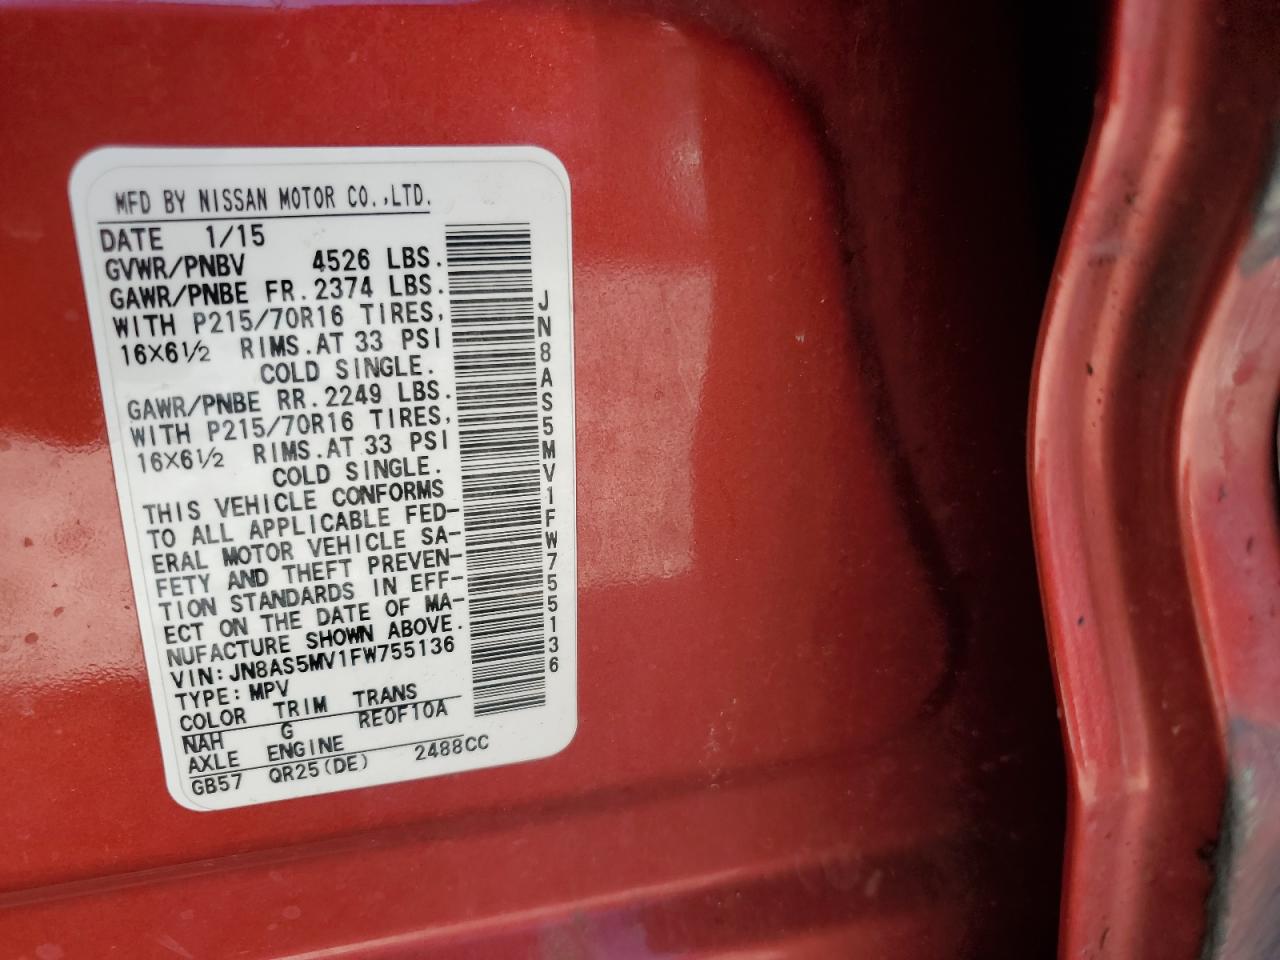 MFD BY NISSAN MOTOR CO.,LTD.
DATE 1/15
GVWR/PNBV 4526 LBS.
GAWR/PNBE FR.2374 LBS.
WITH P215/70R16 TIRES,
16X6½ RIMS.AT 33 PSI
COLD SINGLE.
GAWR/PNBE RR.2249 LBS.
WITH P215/70R16 TIRES,
16X6½ RIMS.AT 33 PSI
COLD SINGLE.
THIS VEHICLE CONFORMS
TO ALL APPLICABLE FED-
ERAL MOTOR VEHICLE SA-
FETY AND THEFT PREVEN-
TION STANDARDS IN EFF-
ECT ON THE DATE OF MA-
NUFACTURE SHOWN ABOVE.
VIN:JN8AS5MV1FW755136
TYPE:MPV
COLOR TRIM TRANS
NAH G RE0F10A
AXLE ENGINE
GB57 QR25(DE) 2488CC
JN8AS5MV1FW755136